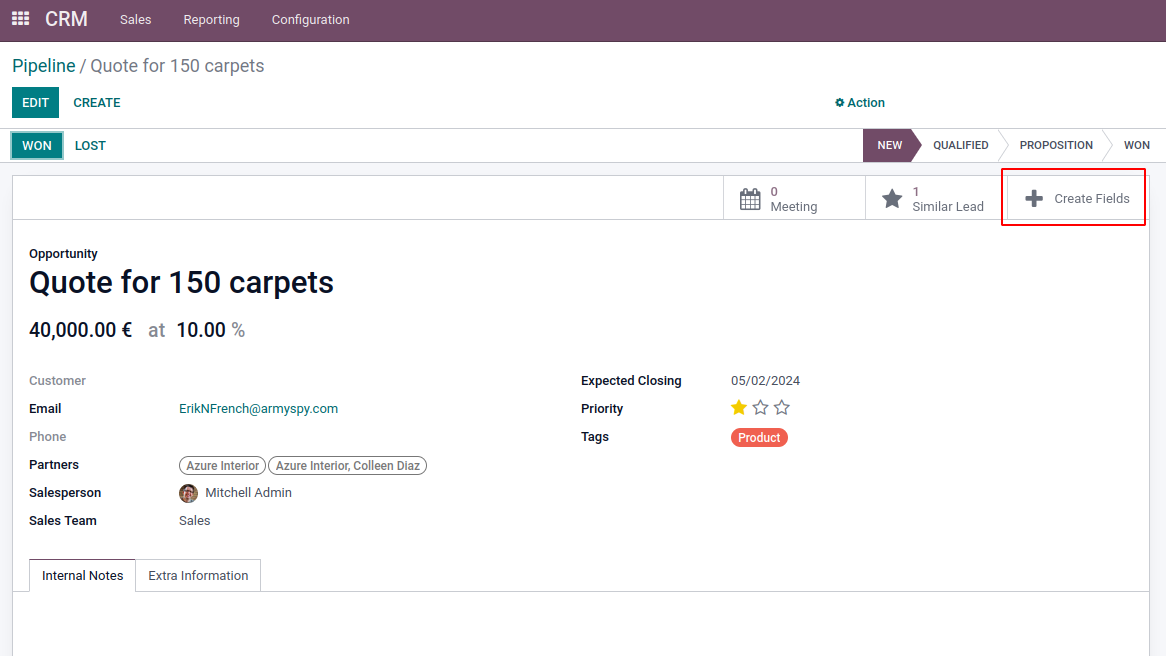 CRM Sales Reporting Configuration
Pipeline / Quote for 150 carpets
EDIT CREATE Action
WON LOST NEW QUALIFIED PROPOSITION WON
0 Meeting
1 Similar Lead
Create Fields
Opportunity
Quote for 150 carpets
40,000.00 € at 10.00 %
Customer
Email ErikNFrench@armyspy.com
Phone
Partners Azure Interior Azure Interior, Colleen Diaz
Salesperson Mitchell Admin
Sales Team Sales
Expected Closing 05/02/2024
Priority
Tags Product
Internal Notes Extra Information